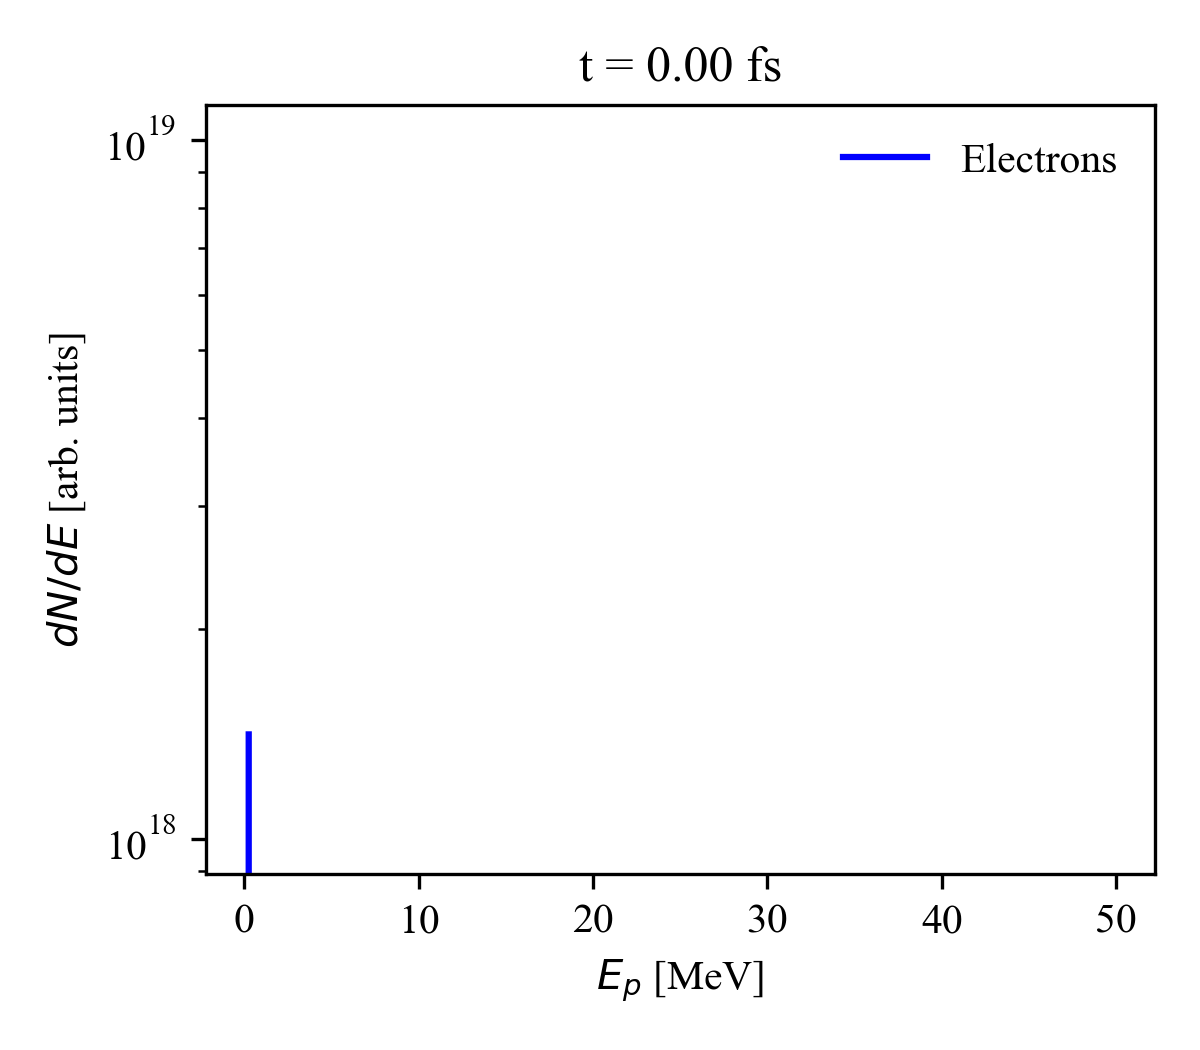 t = 0.00 fs
10^19
Electrons
dN/dE [arb. units]
10^18
0 10 20 30 40 50
E_p [MeV]